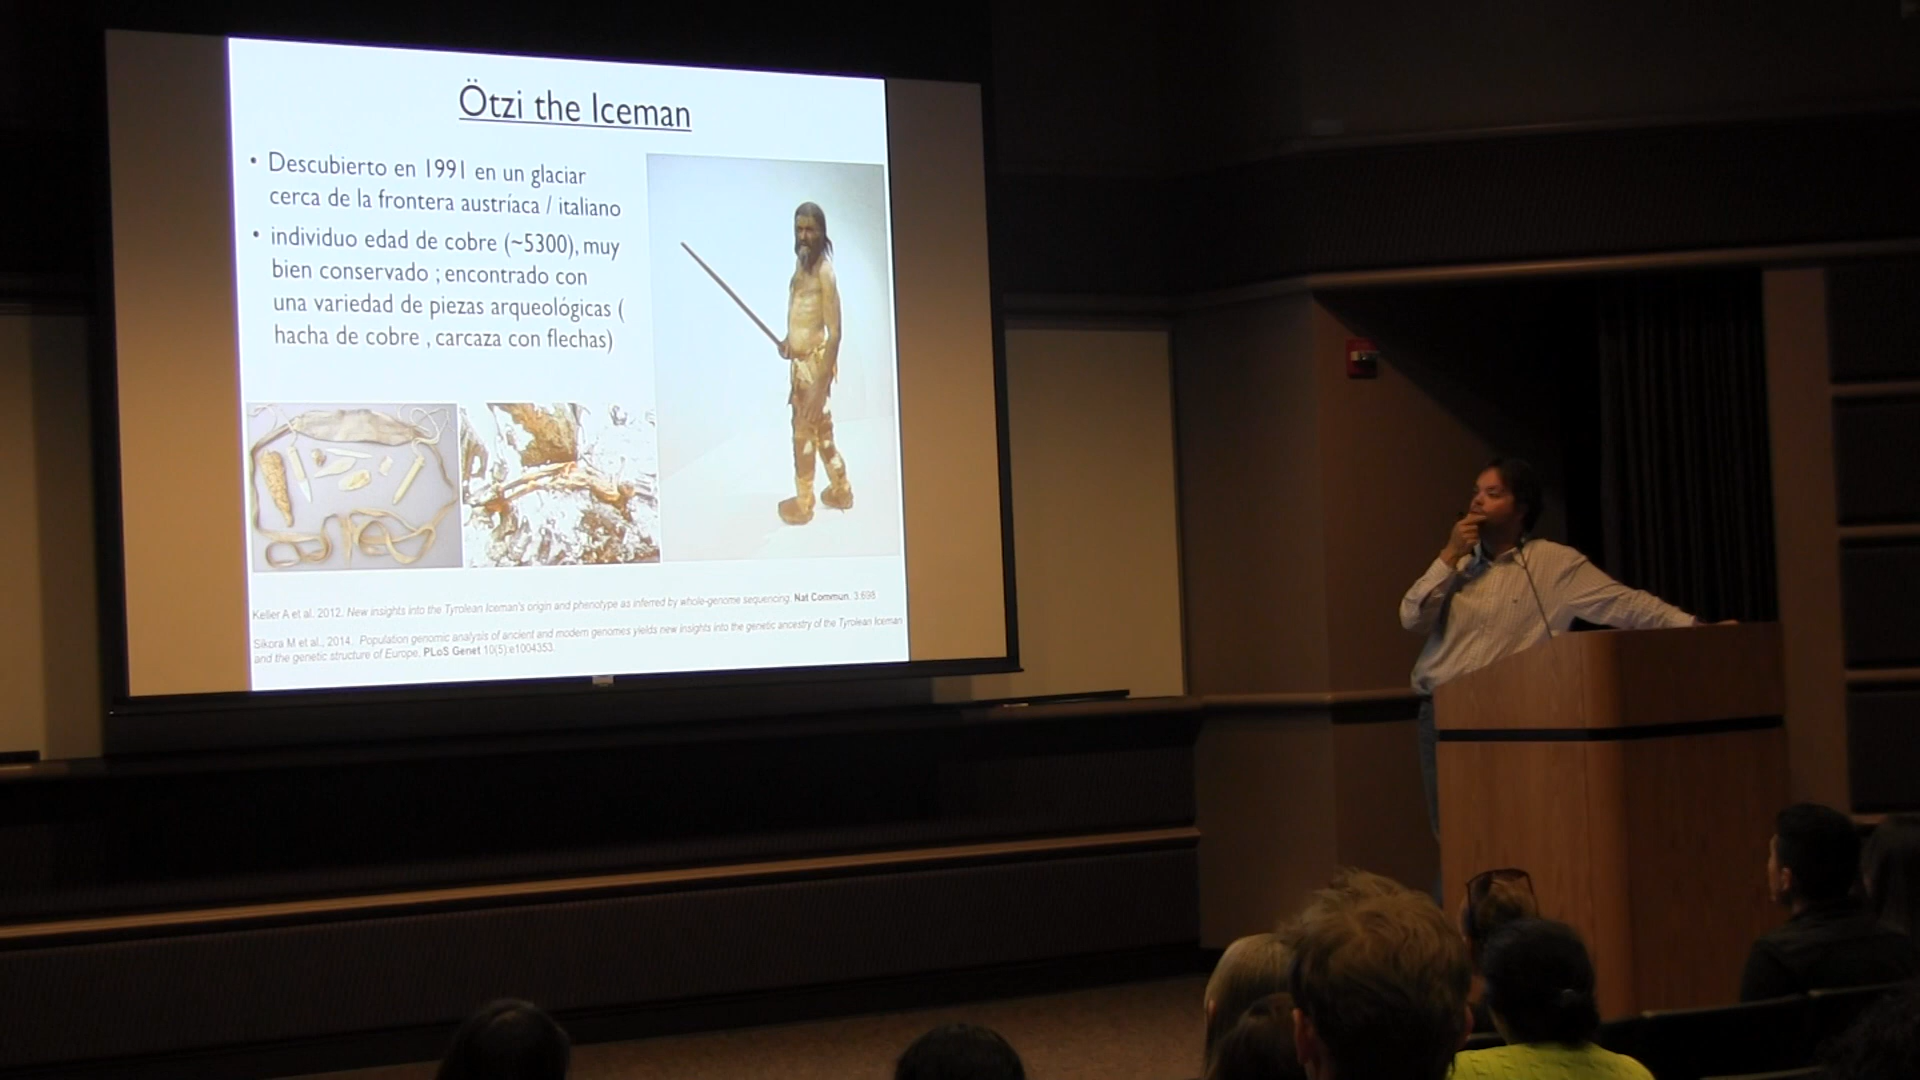 Ötzi the Iceman
• Descubierto en 1991 en un glaciar
cerca de la frontera austríaca / italiano
• individuo edad de cobre (~5300), muy
bien conservado ; encontrado con
una variedad de piezas arqueológicas (
hacha de cobre , carcaza con flechas)
Keller A et al. 2012. New insights into the Tyrolean Iceman's origin and phenotype as inferred by whole-genome sequencing. Nat Commun. 3:698.
Sikora M et al., 2014. Population genomic analysis of ancient and modern genomes yields new insights into the genetic ancestry of the Tyrolean Iceman
and the genetic structure of Europe. PLoS Genet 10(5):e1004353.